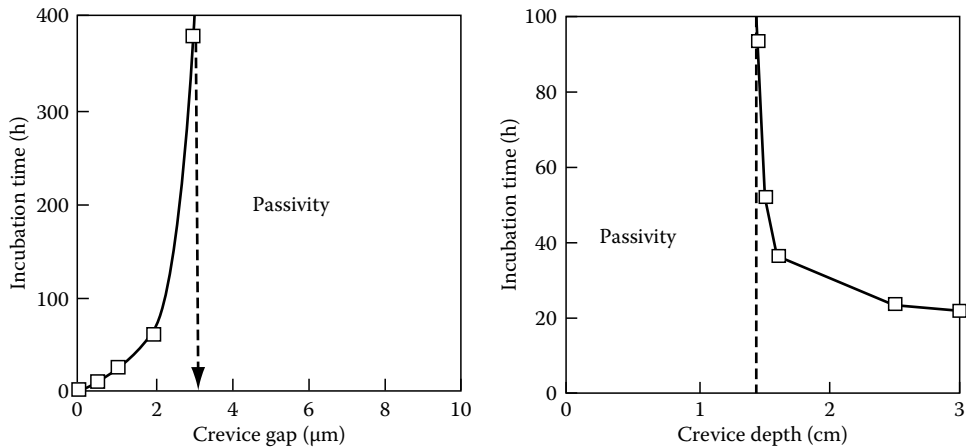 400
300
200
100
0
Incubation time (h)
Passivity
0 2 4 6 8 10
Crevice gap (μm)
100
80
60
40
20
0
Incubation time (h)
Passivity
0 1 2 3
Crevice depth (cm)